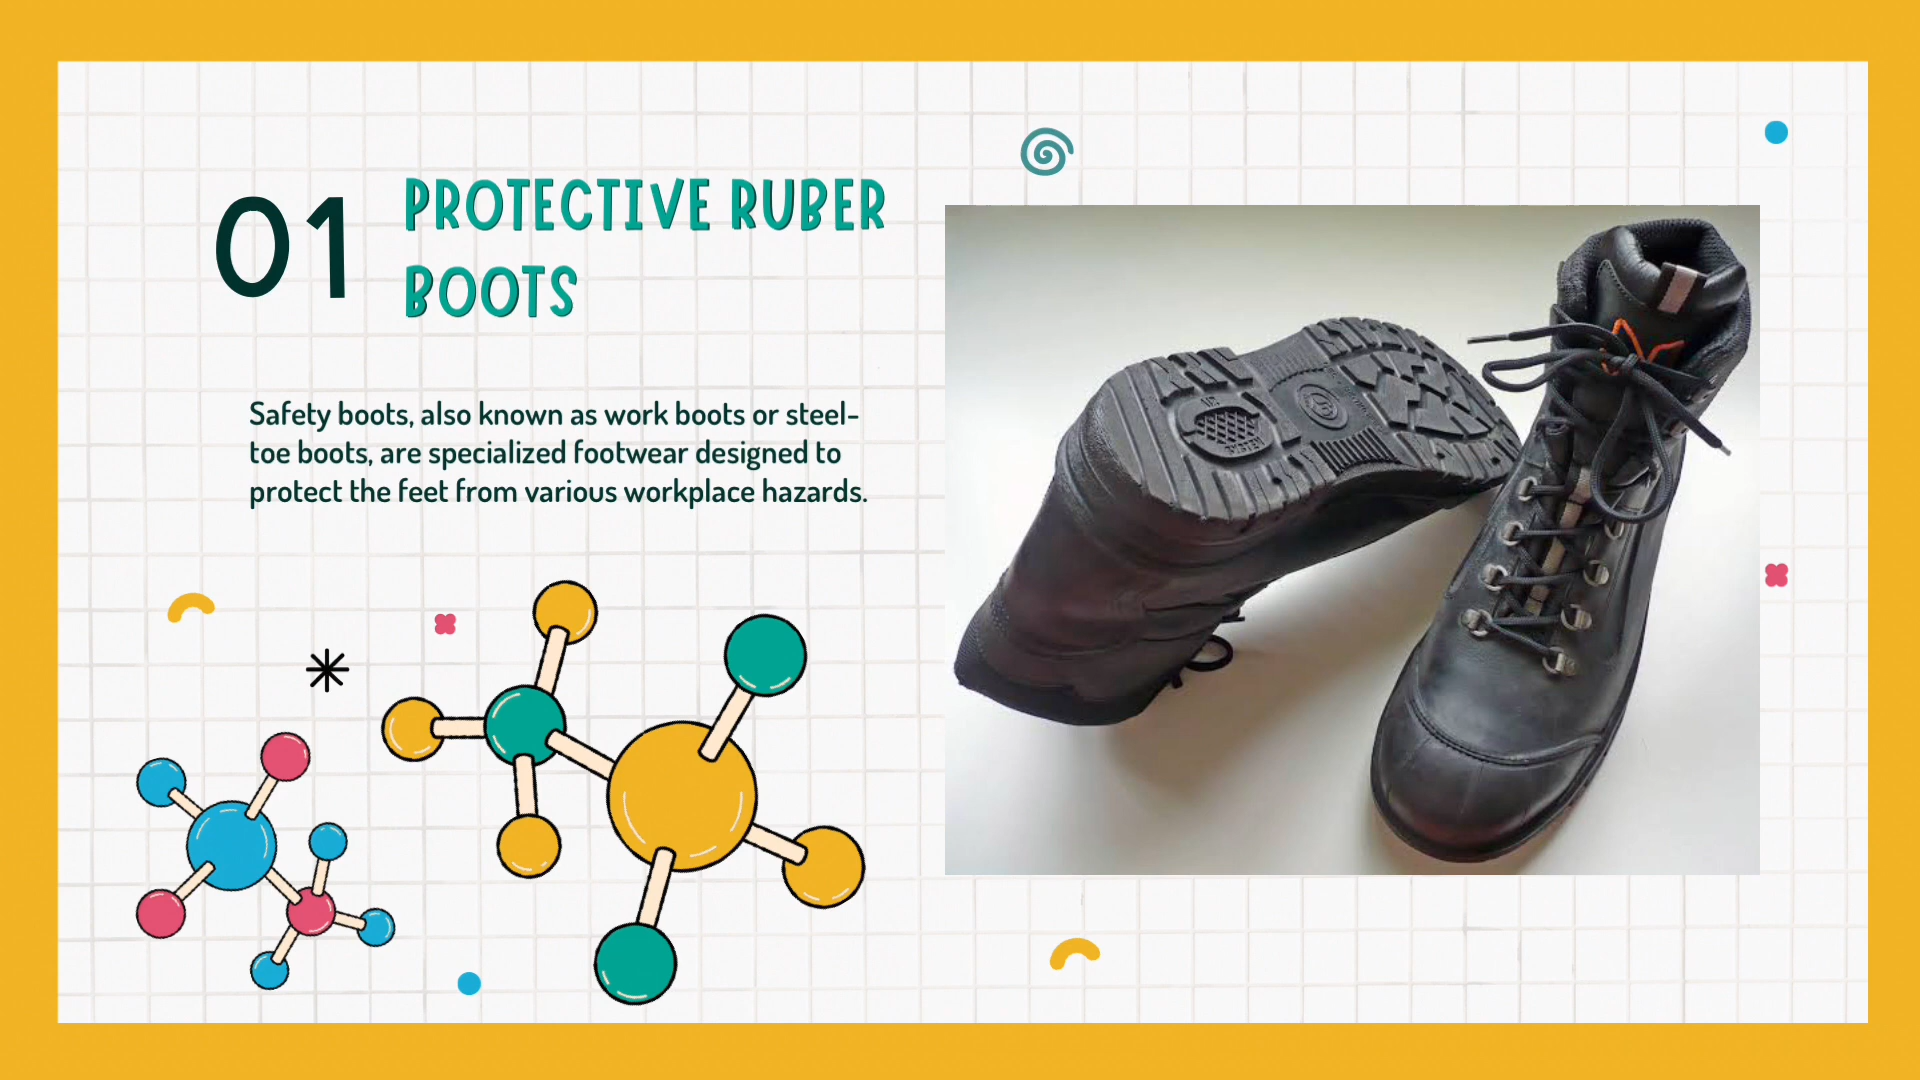 01
PROTECTIVE RUBER
BOOTS
Safety boots, also known as work boots or steel-
toe boots, are specialized footwear designed to
protect the feet from various workplace hazards.
SYSTEM